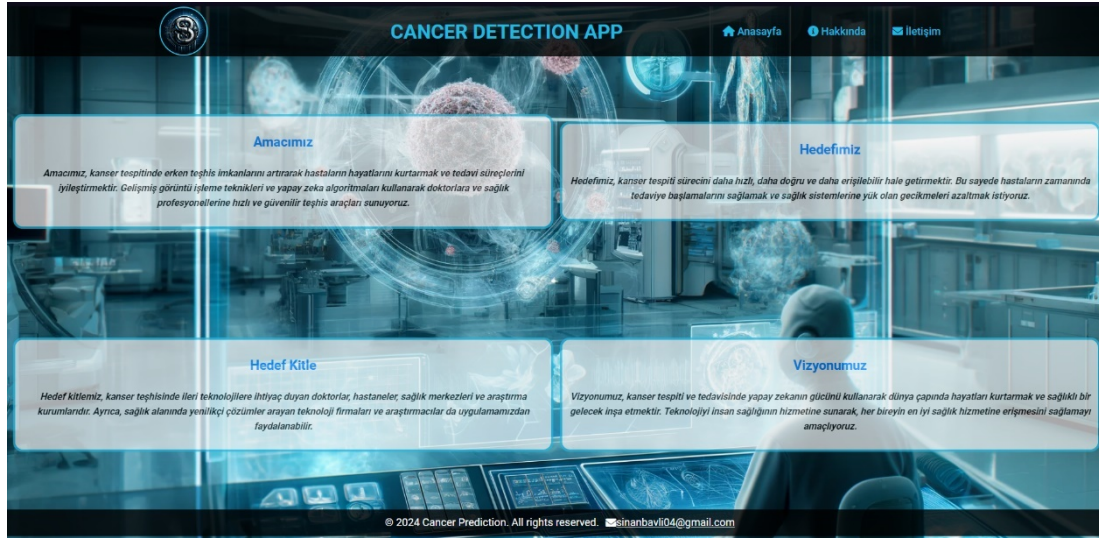 CANCER DETECTION APP
Anasayfa
Hakkında
İletişim
Amacımız
Amacımız, kanser tespitinde erken teşhis imkanlarını artırarak hastaların hayatlarını kurtarmak ve tedavi süreçlerini
iyileştirmektir. Gelişmiş görüntü işleme teknikleri ve yapay zeka algoritmaları kullanarak doktorlara ve sağlık
profesyonellerine hızlı ve güvenilir teşhis araçları sunuyoruz.
Hedefimiz
Hedefimiz, kanser tespiti sürecini daha hızlı, daha doğru ve daha erişilebilir hale getirmektir. Bu sayede hastaların zamanında
tedaviye başlamalarını sağlamak ve sağlık sistemlerine yük olan gecikmeleri azaltmak istiyoruz.
Hedef Kitle
Hedef kitlemiz, kanser teşhisinde ileri teknolojilere ihtiyaç duyan doktorlar, hastaneler, sağlık merkezleri ve araştırma
kurumlarıdır. Ayrıca, sağlık alanında yenilikçi çözümler arayan teknoloji firmaları ve araştırmacılar da uygulamamızdan
faydalanabilir.
Vizyonumuz
Vizyonumuz, kanser tespiti ve tedavisinde yapay zekanın gücünü kullanarak dünya çapında hayatları kurtarmak ve sağlıklı bir
gelecek inşa etmektir. Teknolojiyi insan sağlığının hizmetine sunarak, her bireyin en iyi sağlık hizmetine erişmesini sağlamayı
amaçlıyoruz.
© 2024 Cancer Prediction. All rights reserved. sinanbavli04@gmail.com